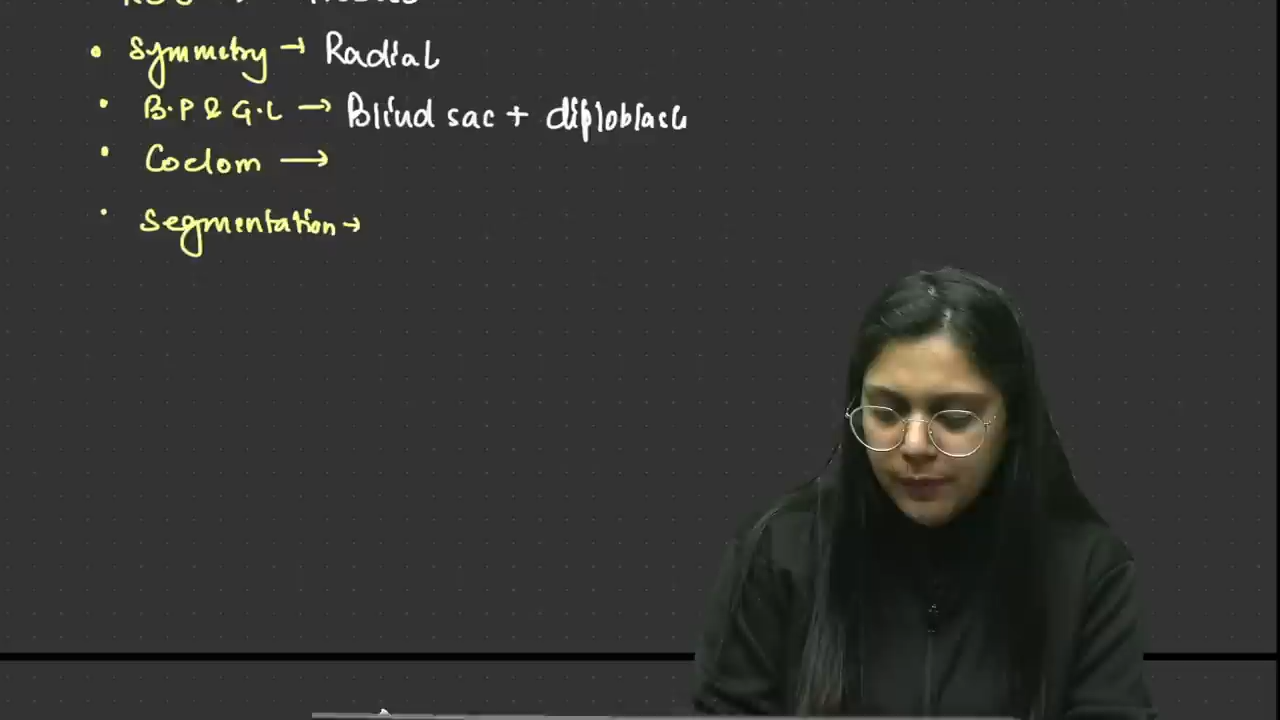 • Symmetry → Radial
• B.P & G.L → Blind sac + diploblastic
• Coelom →
• Segmentation →